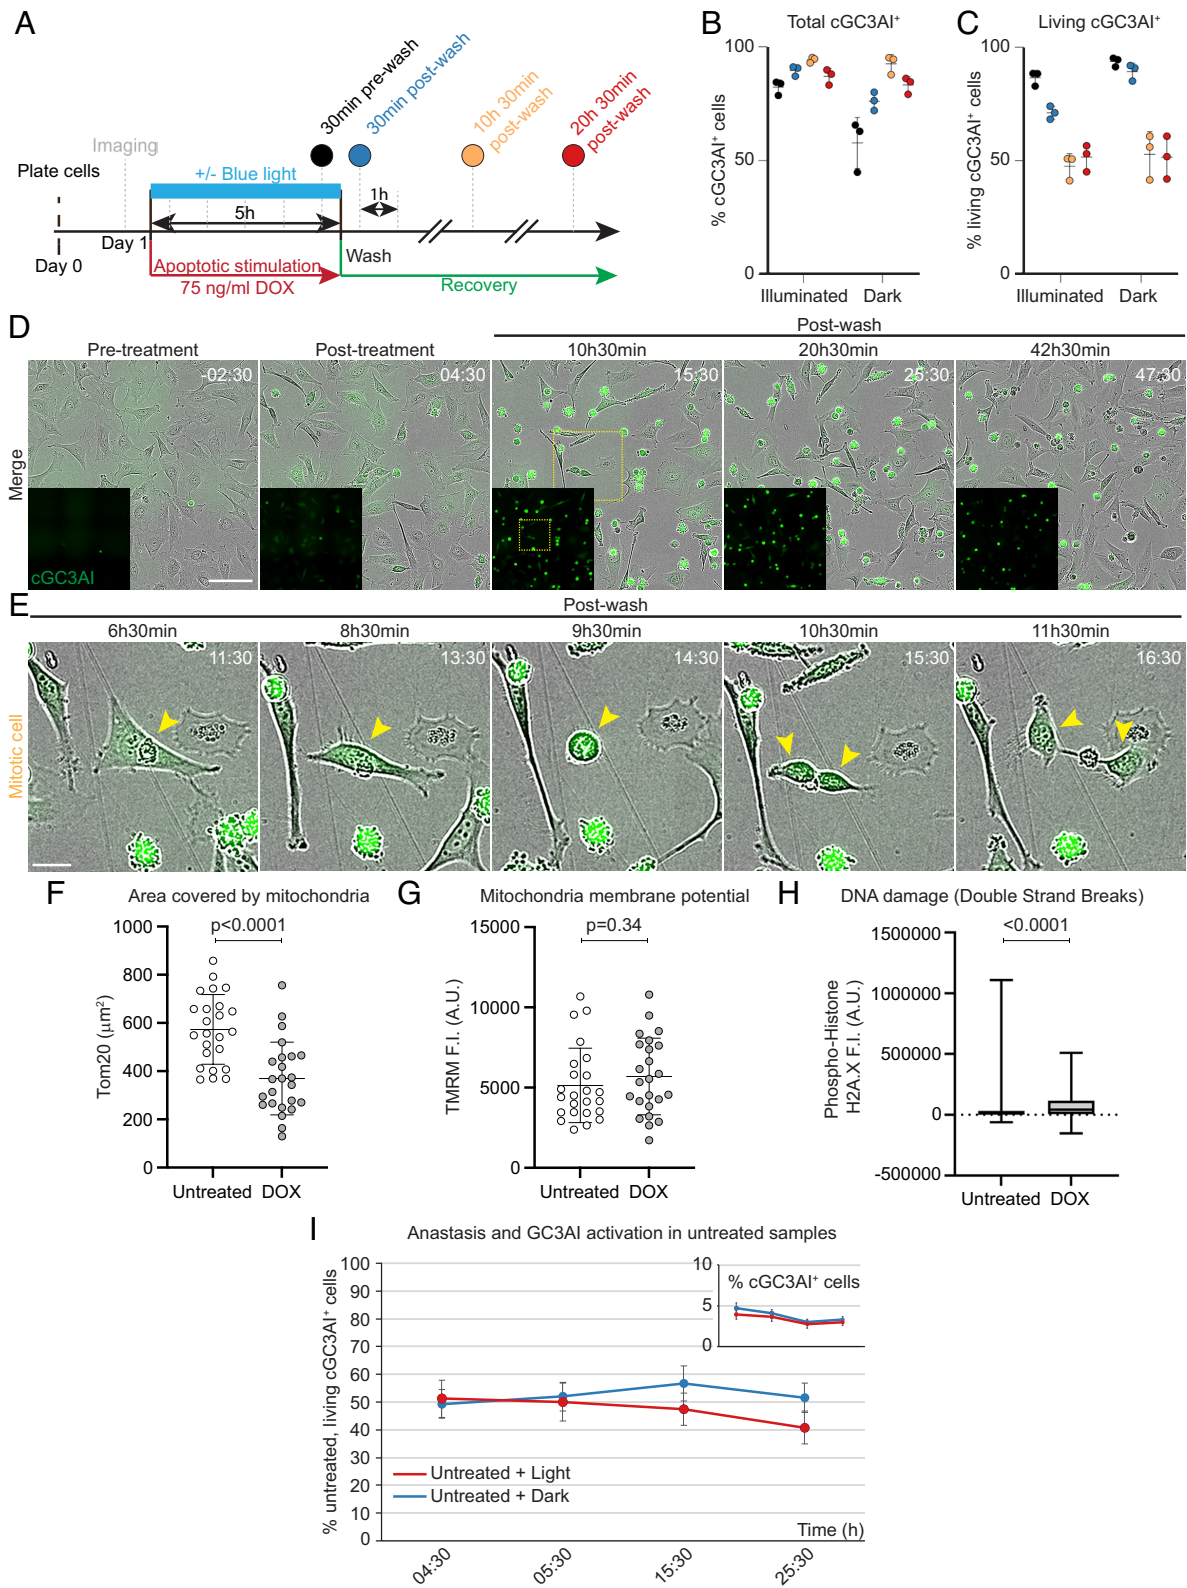 A
30min pre-wash
30min post-wash
10h 30min
post-wash
20h 30min
post-wash
Imaging
Plate cells
+/- Blue light
5h
1h
Day 0
Day 1
Wash
Apoptotic stimulation
75 ng/ml DOX
Recovery
B
Total cGC3AI+
% cGC3AI+ cells
100
50
0
Illuminated
Dark
C
Living cGC3AI+
% living cGC3AI+ cells
100
50
0
Illuminated
Dark
D
Post-wash
Pre-treatment
Post-treatment
10h30min
20h30min
42h30min
Merge
-02:30
04:30
15:30
25:30
47:30
cGC3AI
E
Post-wash
6h30min
8h30min
9h30min
10h30min
11h30min
Mitotic cell
11:30
13:30
14:30
15:30
16:30
F
Area covered by mitochondria
p<0.0001
Tom20 (μm²)
1000
800
600
400
200
0
Untreated
DOX
G
Mitochondria membrane potential
p=0.34
TMRM F.I. (A.U.)
15000
10000
5000
0
Untreated
DOX
H
DNA damage (Double Strand Breaks)
<0.0001
Phospho-Histone
H2A.X F.I. (A.U.)
1500000
1000000
500000
0
-500000
Untreated
DOX
I
Anastasis and GC3AI activation in untreated samples
% untreated, living cGC3AI+ cells
100
90
80
70
60
50
40
30
20
10
0
10
5
0
% cGC3AI+ cells
Untreated + Light
Untreated + Dark
Time (h)
04:30
05:30
15:30
25:30